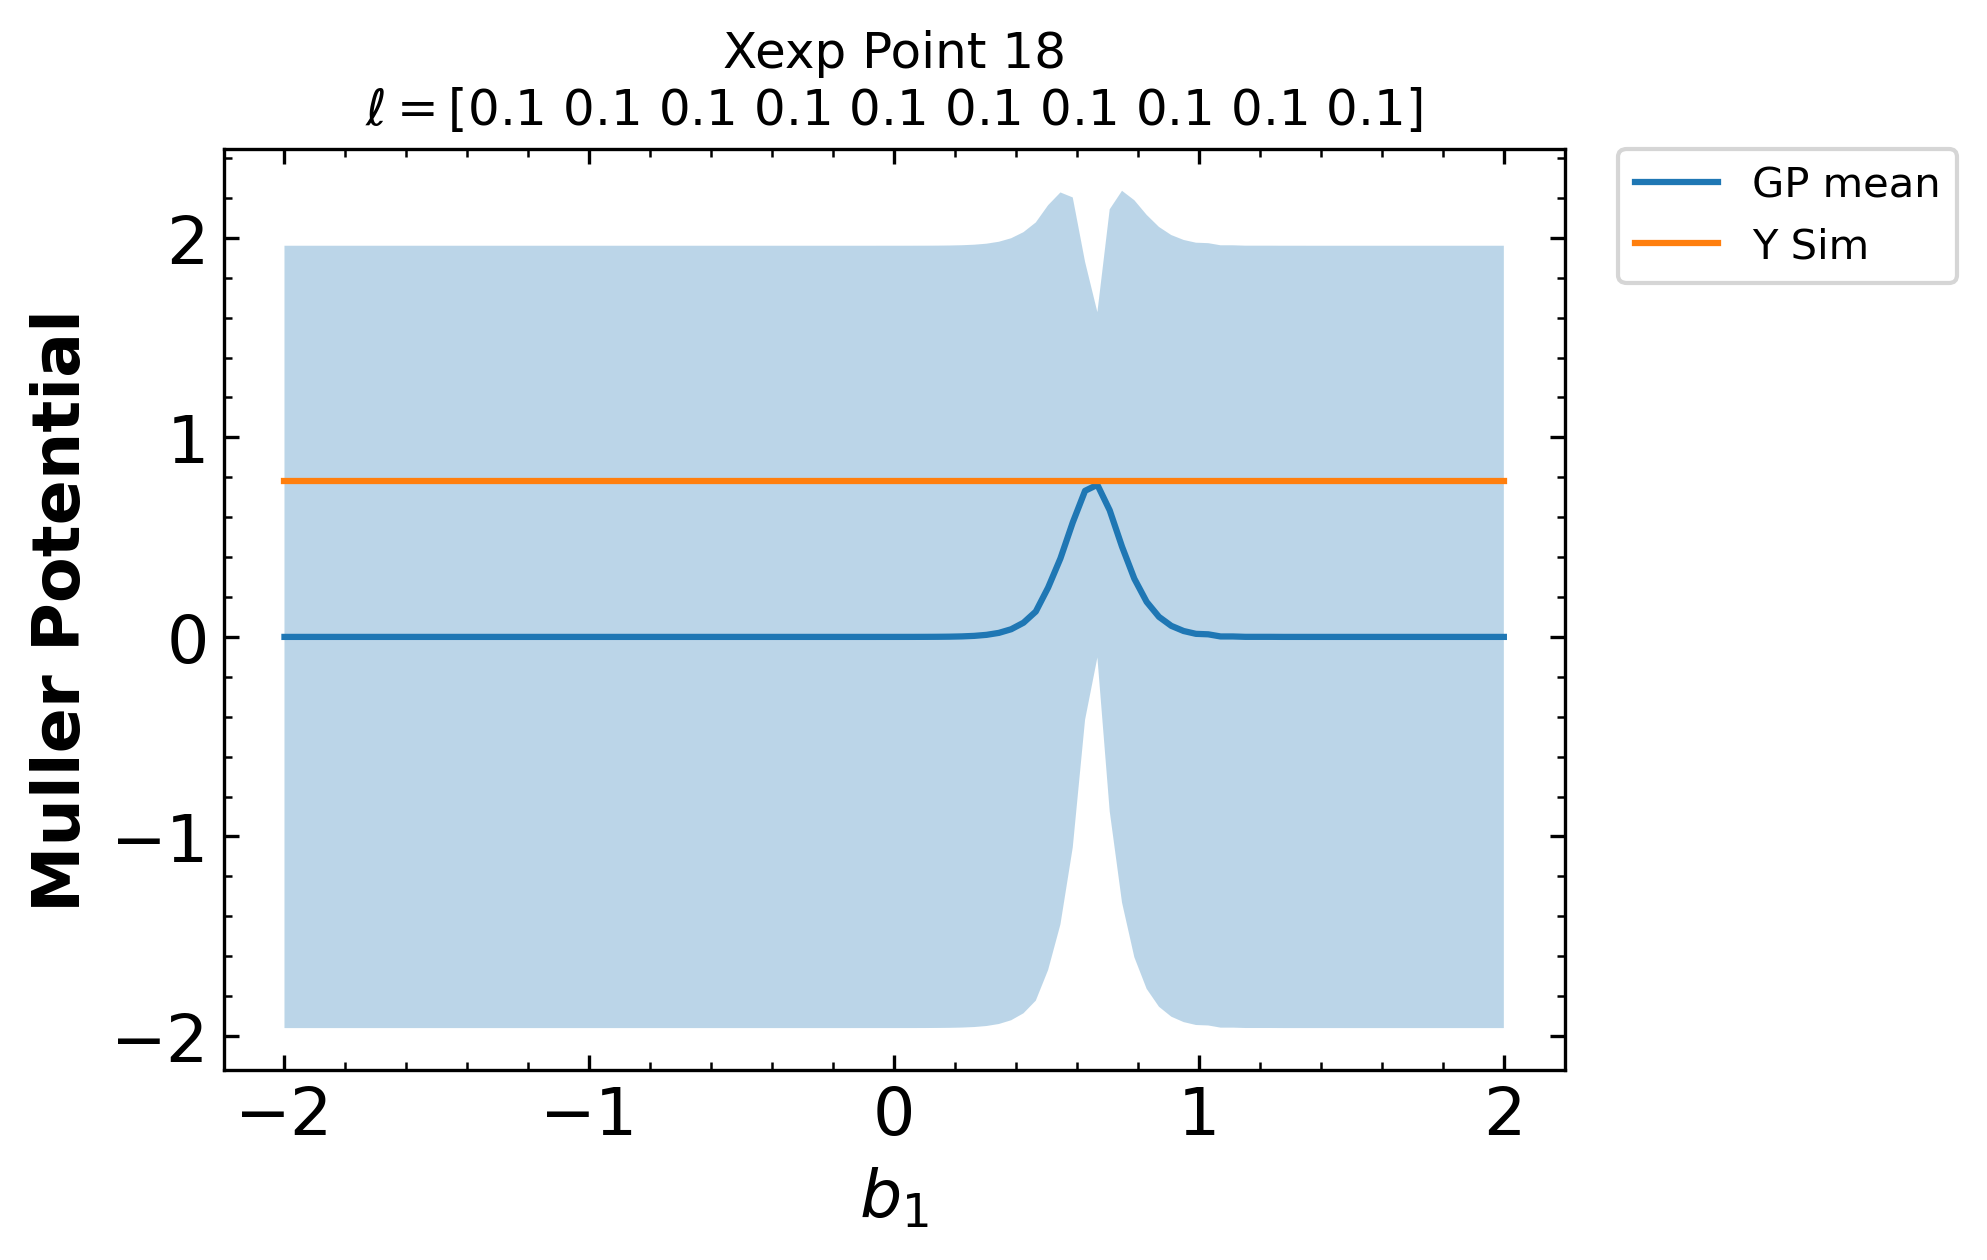 Xexp Point 18
ℓ = [0.1 0.1 0.1 0.1 0.1 0.1 0.1 0.1 0.1 0.1]
GP mean
Y Sim
Muller Potential
2
1
0
−1
−2
−2 −1 0 1 2
b₁